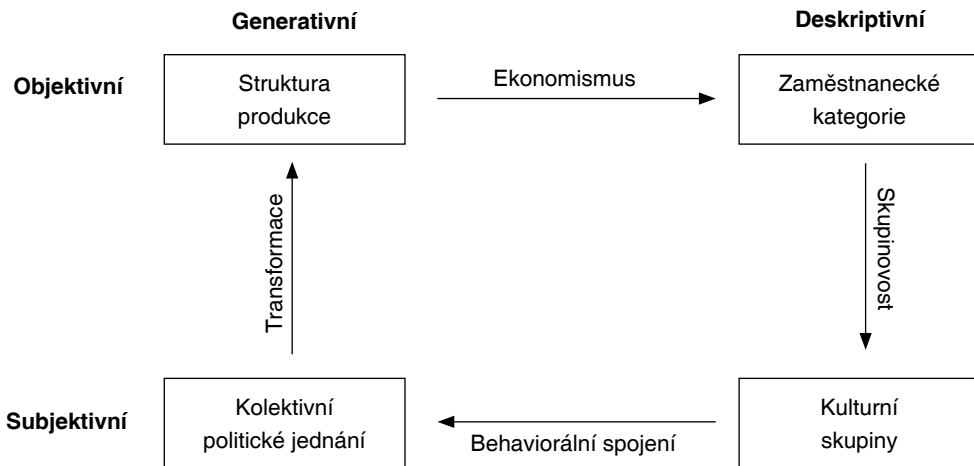 Generativní
Deskriptivní
Objektivní
Struktura
produkce
Ekonomismus
Zaměstnanecké
kategorie
Transformace
Skupinovost
Subjektivní
Kolektivní
politické jednání
Behaviorální spojení
Kulturní
skupiny